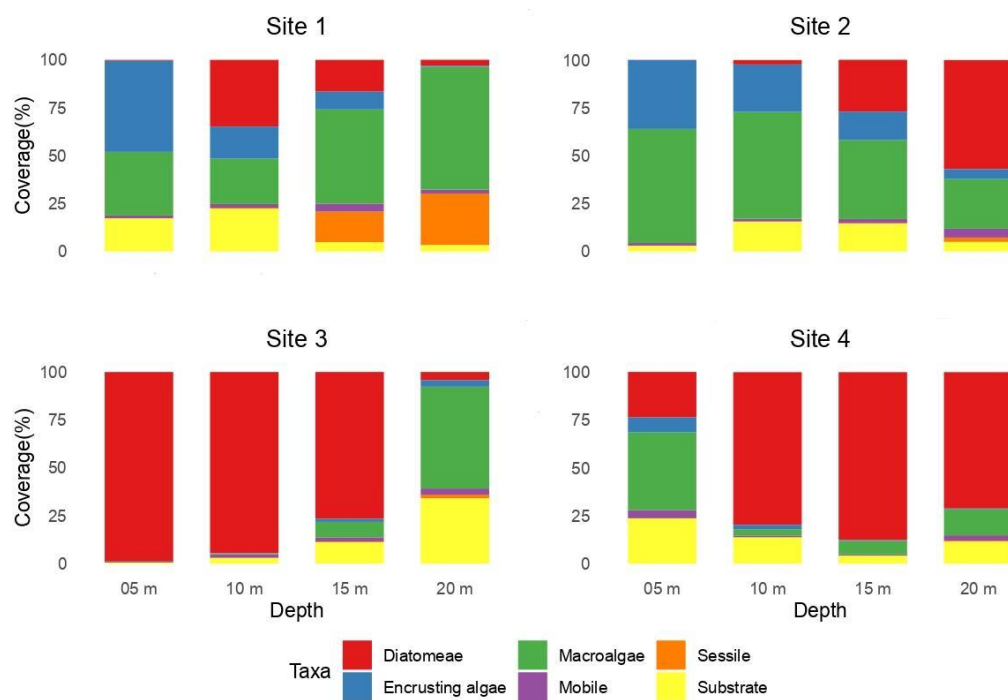 Site 1
Site 2
100
75
50
25
0
Coverage(%)
100
75
50
25
0
Site 3
Site 4
100
75
50
25
0
Coverage(%)
100
75
50
25
0
05 m 10 m 15 m 20 m
Depth
05 m 10 m 15 m 20 m
Depth
Taxa
Diatomeae Macroalgae Sessile
Encrusting algae Mobile Substrate